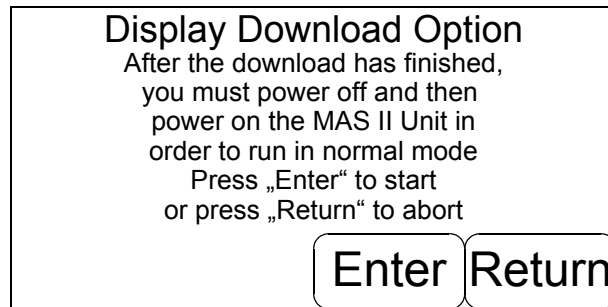 Display Download Option
After the download has finished,
you must power off and then
power on the MAS II Unit in
order to run in normal mode
Press „Enter“ to start
or press „Return“ to abort
Enter Return